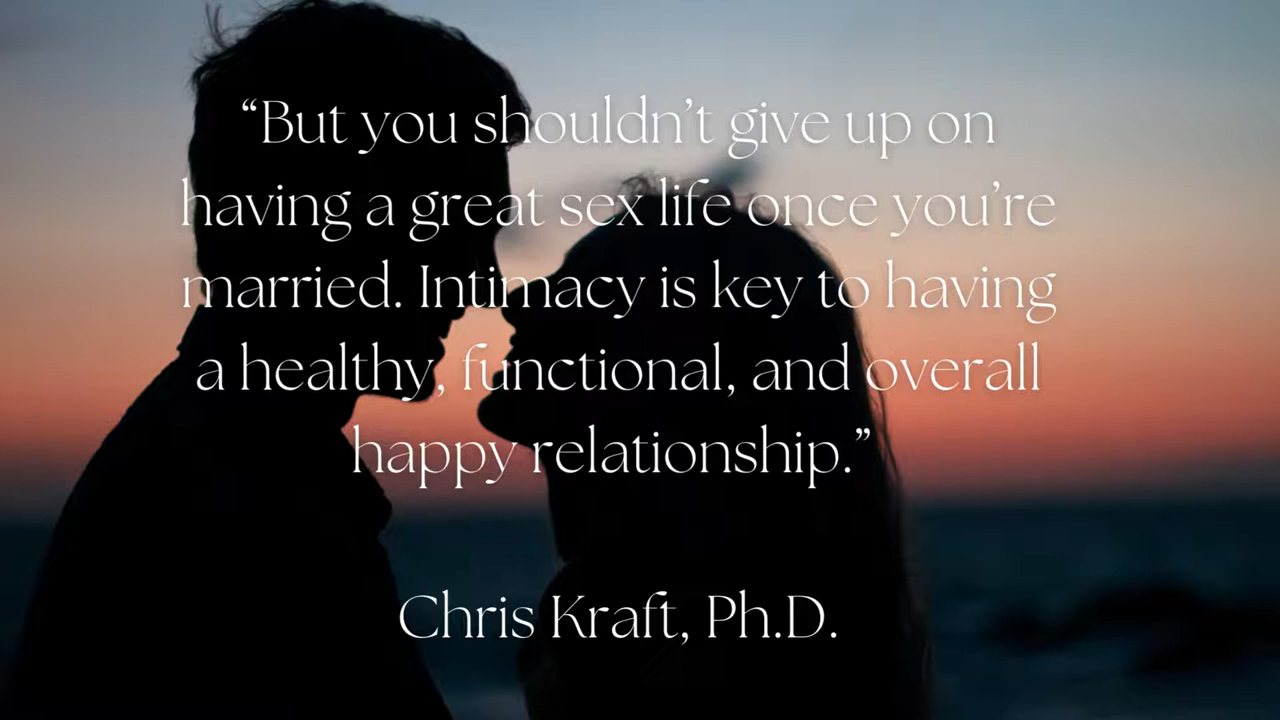 “But you shouldn’t give up on
having a great sex life once you’re
married. Intimacy is key to having
a healthy, functional, and overall
happy relationship.”
Chris Kraft, Ph.D.